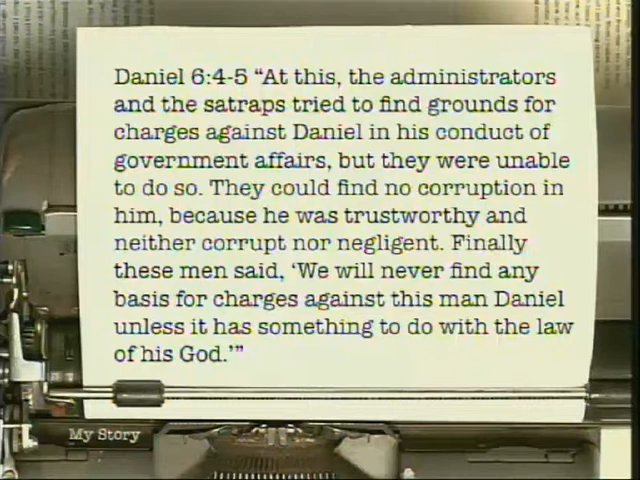 Daniel 6:4-5 “At this, the administrators
and the satraps tried to find grounds for
charges against Daniel in his conduct of
government affairs, but they were unable
to do so. They could find no corruption in
him, because he was trustworthy and
neither corrupt nor negligent. Finally
these men said, ‘We will never find any
basis for charges against this man Daniel
unless it has something to do with the law
of his God.’”
My Story